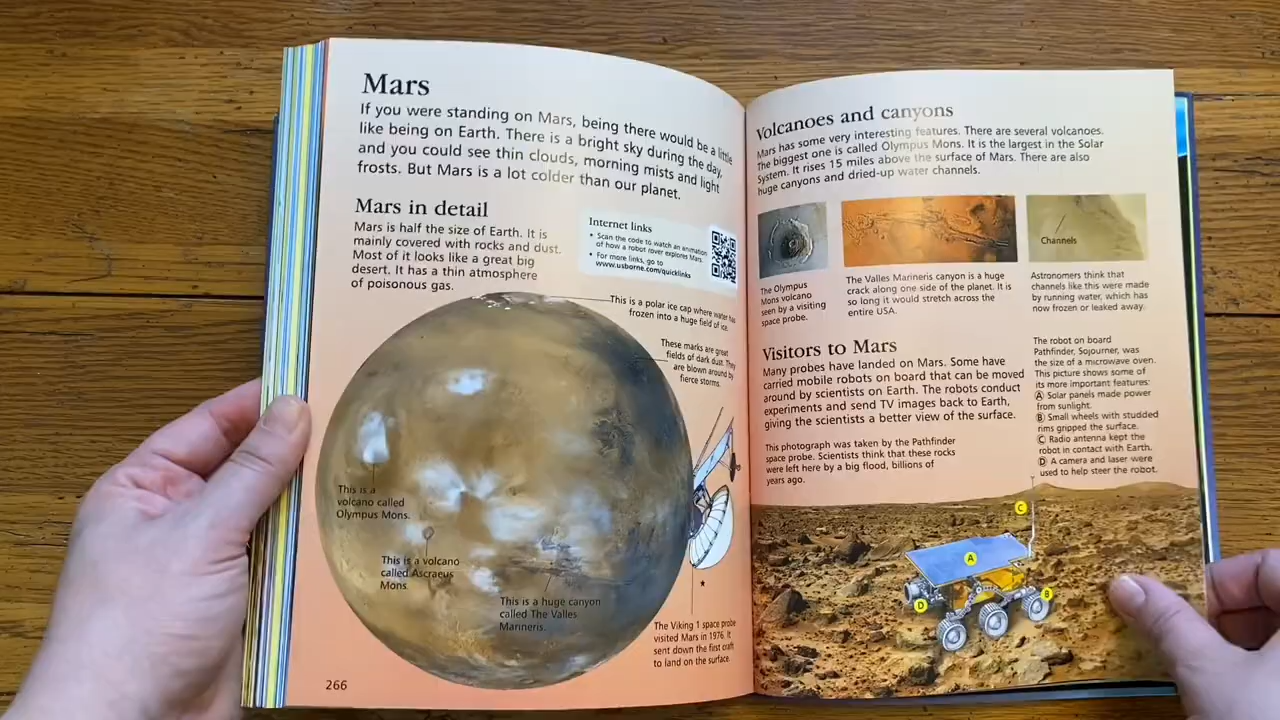 Mars
If you were standing on Mars, being there would be a little
like being on Earth. There is a bright sky during the day,
and you could see thin clouds, morning mists and light
frosts. But Mars is a lot colder than our planet.
Mars in detail
Mars is half the size of Earth. It is
mainly covered with rocks and dust.
Most of it looks like a great big
desert. It has a thin atmosphere
of poisonous gas.
Internet links
• Scan the code to watch an animation
of how a robot rover explores Mars.
• For more links, go to
www.usborne.com/quicklinks
This is a polar ice cap where water has
frozen into a huge field of ice.
These marks are great
fields of dark dust. They
are blown around by
fierce storms.
This is a
volcano called
Olympus Mons.
This is a volcano
called Ascraeus
Mons.
This is a huge canyon
called The Valles
Marineris.
The Viking 1 space probe
visited Mars in 1976. It
sent down the first craft
to land on the surface.
266
Volcanoes and canyons
Mars has some very interesting features. There are several volcanoes.
The biggest one is called Olympus Mons. It is the largest in the Solar
System. It rises 15 miles above the surface of Mars. There are also
huge canyons and dried-up water channels.
Channels
The Olympus
Mons volcano
seen by a visiting
space probe.
The Valles Marineris canyon is a huge
crack along one side of the planet. It is
so long it would stretch across the
entire USA.
Astronomers think that
channels like this were made
by running water, which has
now frozen or leaked away.
Visitors to Mars
Many probes have landed on Mars. Some have
carried mobile robots on board that can be moved
around by scientists on Earth. The robots conduct
experiments and send TV images back to Earth,
giving the scientists a better view of the surface.
This photograph was taken by the Pathfinder
space probe. Scientists think that these rocks
were left here by a big flood, billions of
years ago.
The robot on board
Pathfinder, Sojourner, was
the size of a microwave oven.
This picture shows some of
its more important features:
A Solar panels made power
from sunlight.
B Small wheels with studded
rims gripped the surface.
C Radio antenna kept the
robot in contact with Earth.
D A camera and laser were
used to help steer the robot.
C
A
D
B